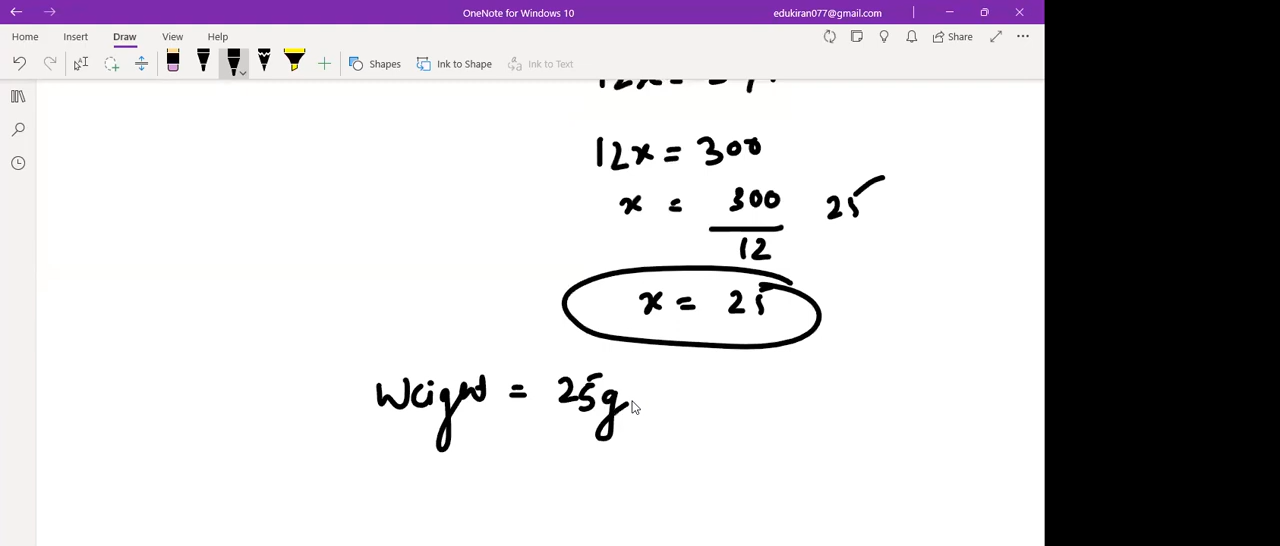 OneNote for Windows 10
edukiran077@gmail.com
Home Insert Draw View Help
Share
Shapes Ink to Shape Ink to Text
12x =
12x = 300
x = 300 25
12
x = 25
Weight = 25g